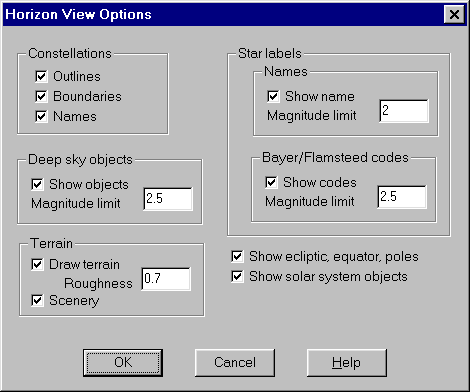 Horizon View Options
Constellations
Outlines
Boundaries
Names
Deep sky objects
Show objects
Magnitude limit 2.5
Terrain
Draw terrain
Roughness 0.7
Scenery
Star labels
Names
Show name
Magnitude limit 2
Bayer/Flamsteed codes
Show codes
Magnitude limit 2.5
Show ecliptic, equator, poles
Show solar system objects
OK Cancel Help